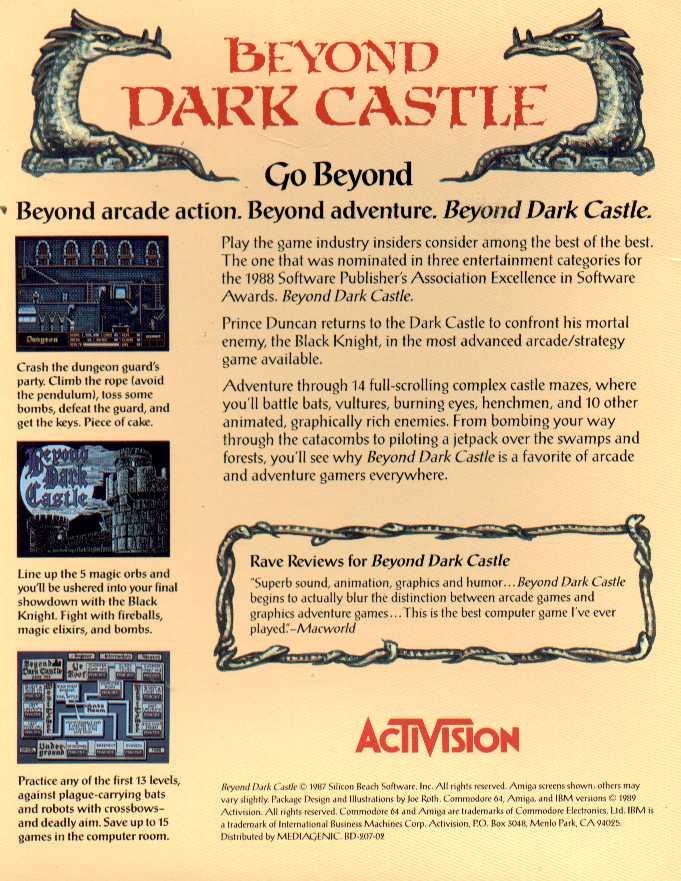 BEYOND
DARK CASTLE
Go Beyond
Beyond arcade action. Beyond adventure. Beyond Dark Castle.
Play the game industry insiders consider among the best of the best.
The one that was nominated in three entertainment categories for
the 1988 Software Publisher's Association Excellence in Software
Awards. Beyond Dark Castle.
Prince Duncan returns to the Dark Castle to confront his mortal
enemy, the Black Knight, in the most advanced arcade/strategy
game available.
Adventure through 14 full-scrolling complex castle mazes, where
you'll battle bats, vultures, burning eyes, henchmen, and 10 other
animated, graphically rich enemies. From bombing your way
through the catacombs to piloting a jetpack over the swamps and
forests, you'll see why Beyond Dark Castle is a favorite of arcade
and adventure gamers everywhere.
Dungeon
Crash the dungeon guard's
party. Climb the rope (avoid
the pendulum), toss some
bombs, defeat the guard, and
get the keys. Piece of cake.
Beyond
Dark
Castle
Line up the 5 magic orbs and
you'll be ushered into your final
showdown with the Black
Knight. Fight with fireballs,
magic elixirs, and bombs.
Beyond
Dark Castle
Roof
Ante
Room
Under
ground
Practice any of the first 13 levels,
against plague-carrying bats
and robots with crossbows–
and deadly aim. Save up to 15
games in the computer room.
Rave Reviews for Beyond Dark Castle
"Superb sound, animation, graphics and humor...Beyond Dark Castle
begins to actually blur the distinction between arcade games and
graphics adventure games...This is the best computer game I've ever
played."–Macworld
ACTIVISION
Beyond Dark Castle © 1987 Silicon Beach Software, Inc. All rights reserved. Amiga screens shown; others may
vary slightly. Package Design and Illustrations by Joe Roth. Commodore 64, Amiga, and IBM versions © 1989
Activision. All rights reserved. Commodore 64 and Amiga are trademarks of Commodore Electronics, Ltd. IBM is
a trademark of International Business Machines Corp. Activision, P.O. Box 3048, Menlo Park, CA 94025.
Distributed by MEDIAGENIC. BD-207-02